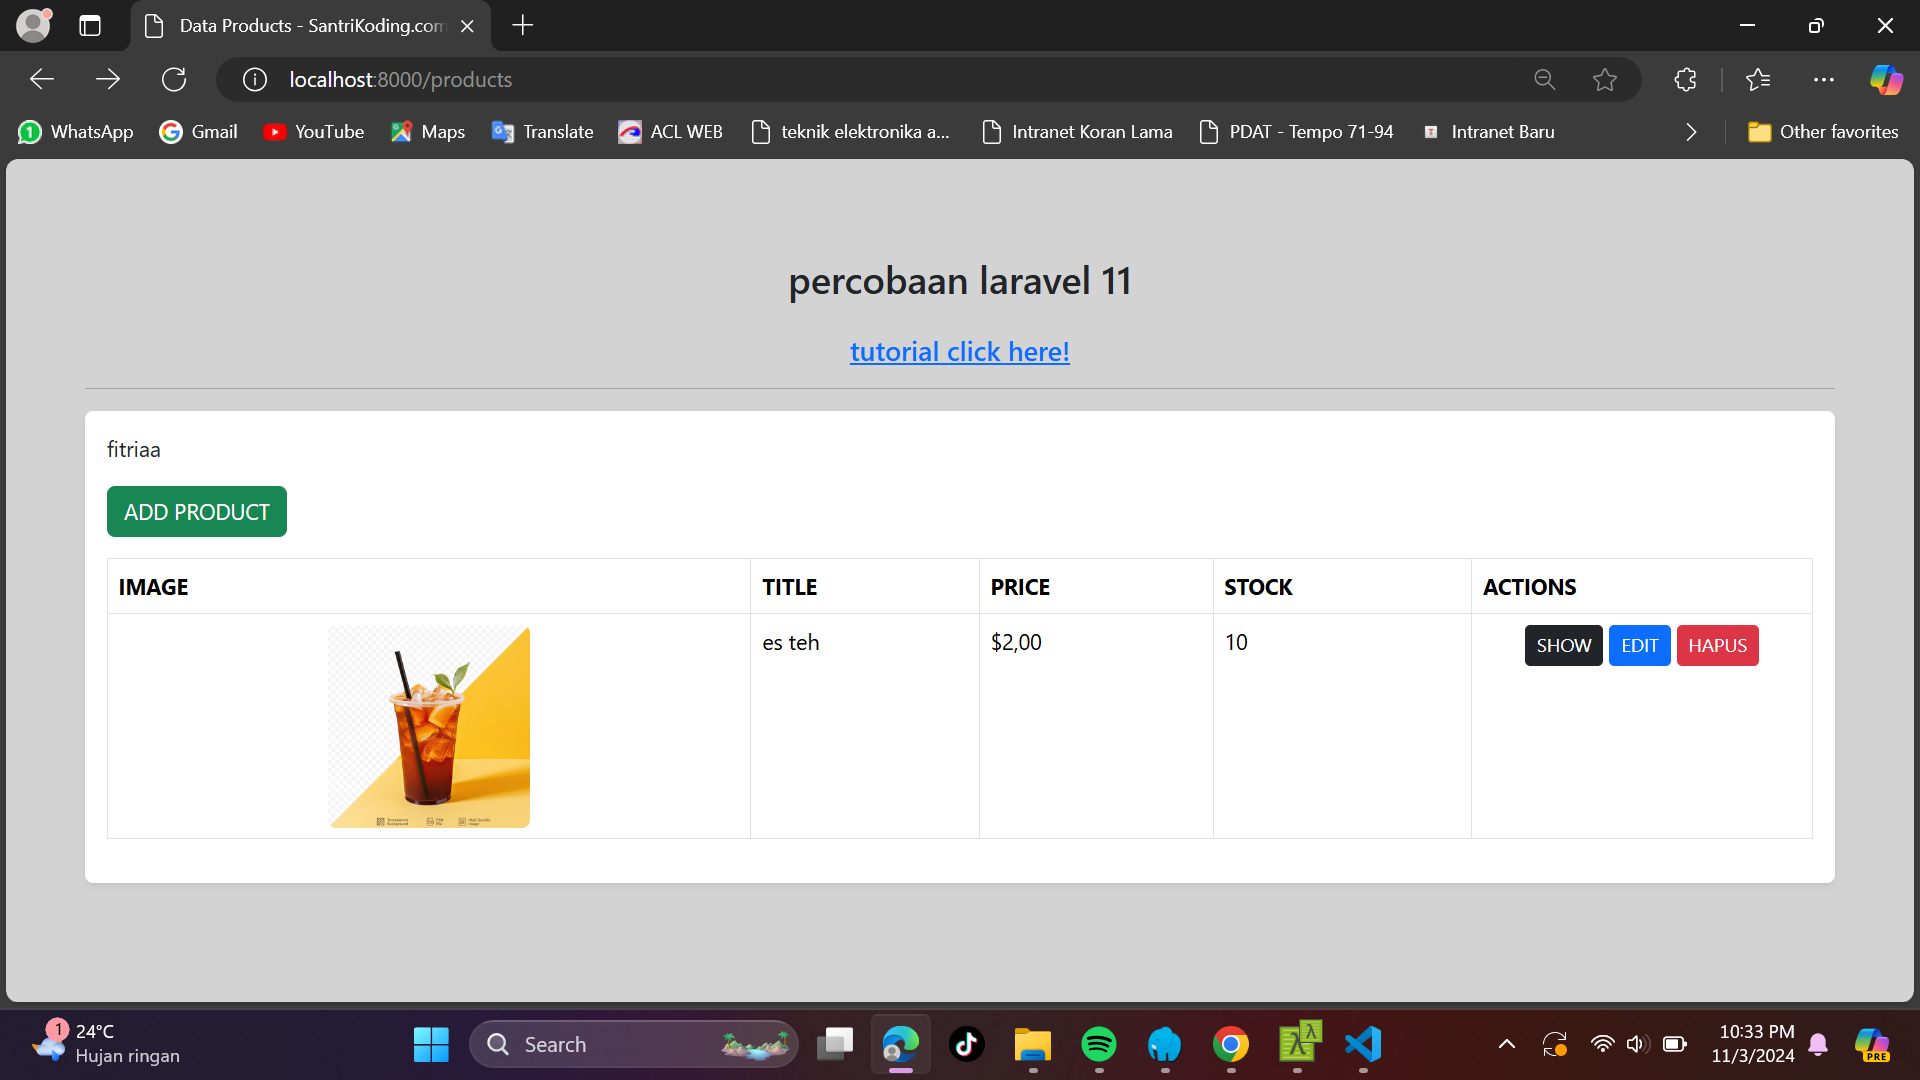 Data Products - SantriKoding.com
localhost:8000/products
WhatsApp Gmail YouTube Maps Translate ACL WEB teknik elektronika a... Intranet Koran Lama PDAT - Tempo 71-94 Intranet Baru Other favorites
percobaan laravel 11
tutorial click here!
fitriaa
ADD PRODUCT
IMAGE TITLE PRICE STOCK ACTIONS
es teh $2,00 10 SHOW EDIT HAPUS
1 24°C
Hujan ringan
Search
10:33 PM
11/3/2024
PRE